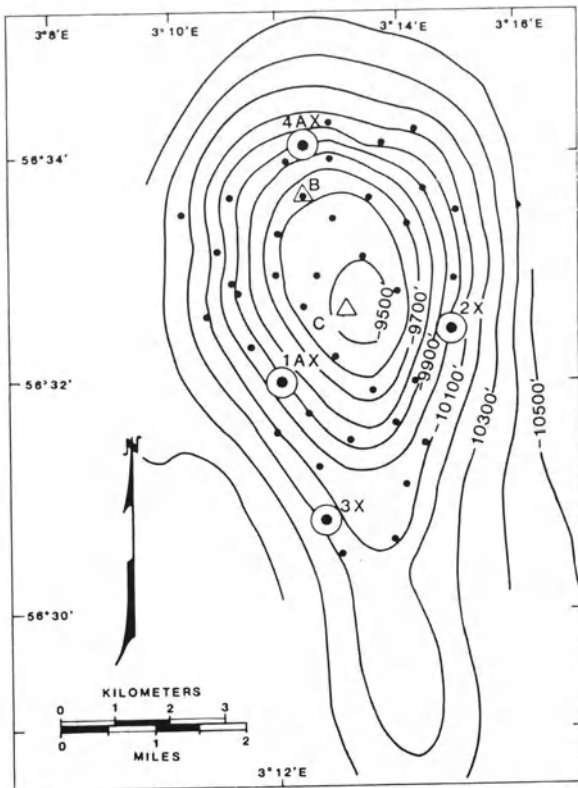 3°8'E
3°10'E
3°14'E
3°16'E
4AX
56°34'
B
2X
-9500'
-9700'
-9900'
-10100'
-10300'
-10500'
C
1AX
56°32'
N
3X
56°30'
KILOMETERS
0 1 2 3
0 1 2
MILES
3°12'E